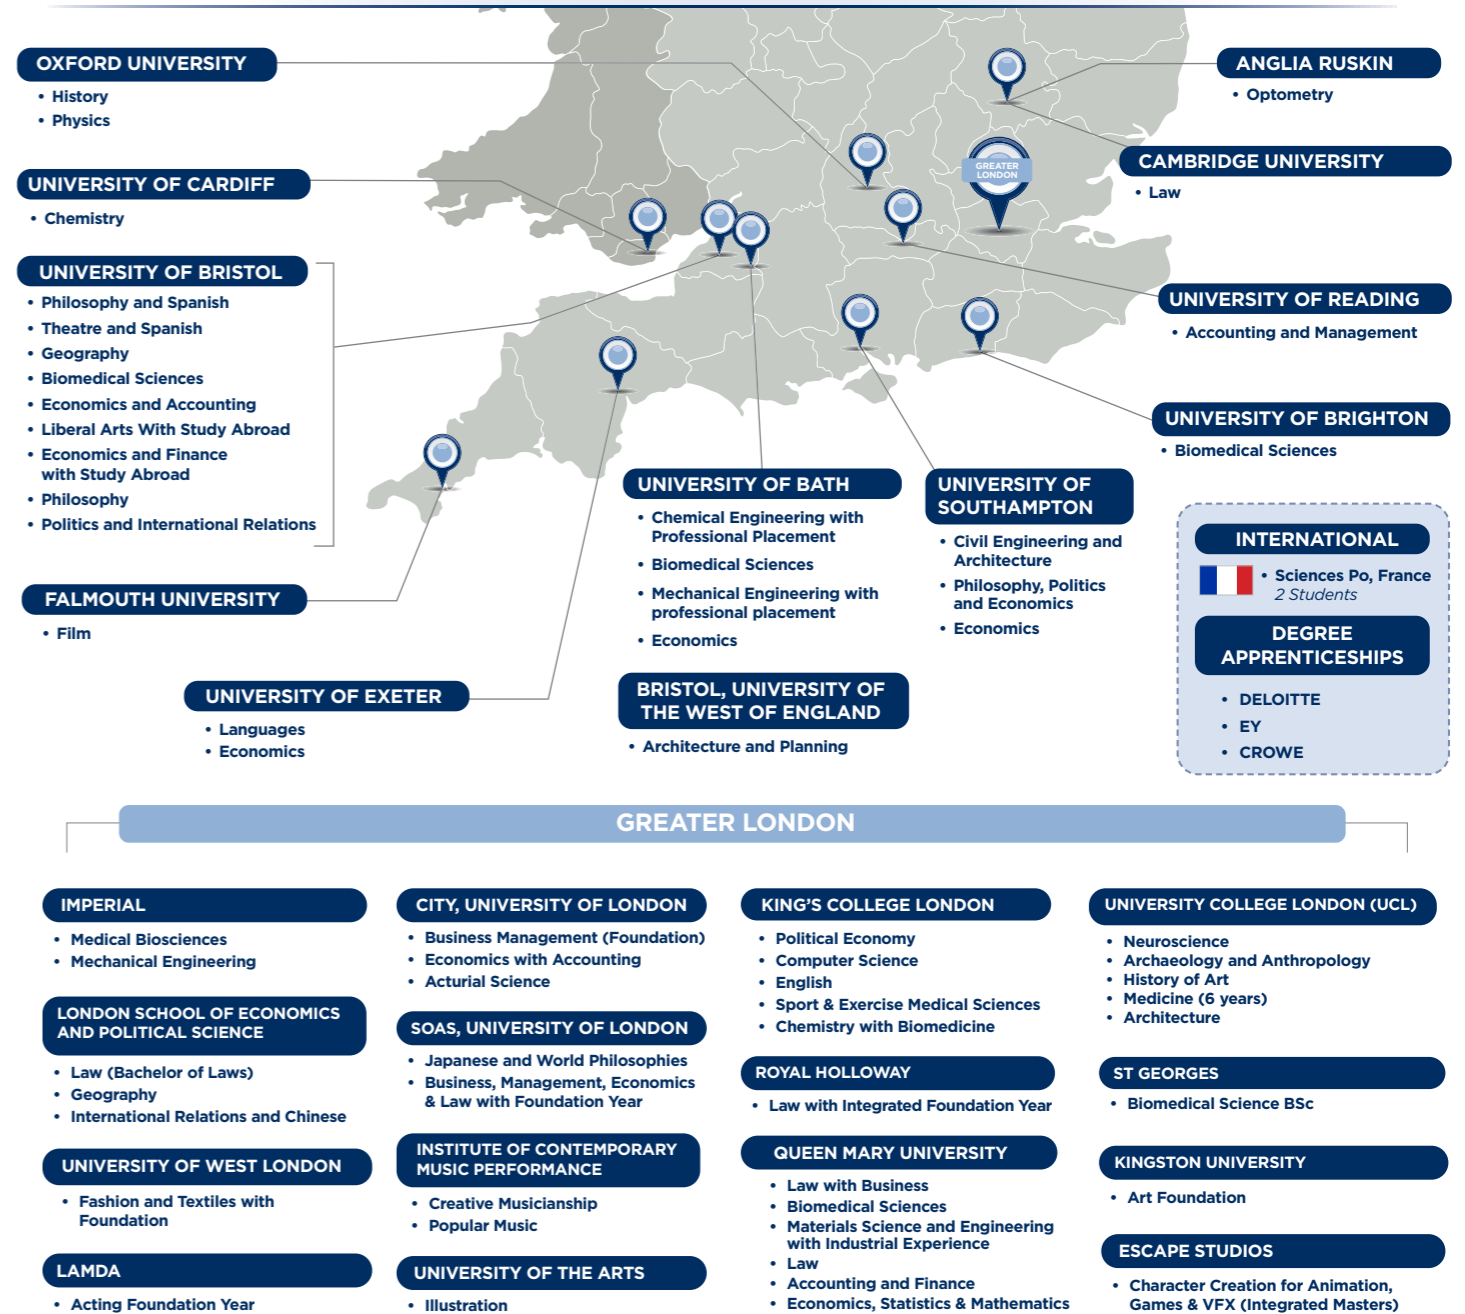 OXFORD UNIVERSITY
• History
• Physics
UNIVERSITY OF CARDIFF
• Chemistry
UNIVERSITY OF BRISTOL
• Philosophy and Spanish
• Theatre and Spanish
• Geography
• Biomedical Sciences
• Economics and Accounting
• Liberal Arts With Study Abroad
• Economics and Finance
with Study Abroad
• Philosophy
• Politics and International Relations
FALMOUTH UNIVERSITY
• Film
UNIVERSITY OF EXETER
• Languages
• Economics
GREATER
LONDON
ANGLIA RUSKIN
• Optometry
CAMBRIDGE UNIVERSITY
• Law
UNIVERSITY OF READING
• Accounting and Management
UNIVERSITY OF BRIGHTON
• Biomedical Sciences
UNIVERSITY OF BATH
• Chemical Engineering with
Professional Placement
• Biomedical Sciences
• Mechanical Engineering with
professional placement
• Economics
BRISTOL, UNIVERSITY OF
THE WEST OF ENGLAND
• Architecture and Planning
UNIVERSITY OF
SOUTHAMPTON
• Civil Engineering and
Architecture
• Philosophy, Politics
and Economics
• Economics
INTERNATIONAL
• Sciences Po, France
2 Students
DEGREE
APPRENTICESHIPS
• DELOITTE
• EY
• CROWE
GREATER LONDON
IMPERIAL
• Medical Biosciences
• Mechanical Engineering
LONDON SCHOOL OF ECONOMICS
AND POLITICAL SCIENCE
• Law (Bachelor of Laws)
• Geography
• International Relations and Chinese
UNIVERSITY OF WEST LONDON
• Fashion and Textiles with
Foundation
LAMDA
• Acting Foundation Year
CITY, UNIVERSITY OF LONDON
• Business Management (Foundation)
• Economics with Accounting
• Acturial Science
SOAS, UNIVERSITY OF LONDON
• Japanese and World Philosophies
• Business, Management, Economics
& Law with Foundation Year
INSTITUTE OF CONTEMPORARY
MUSIC PERFORMANCE
• Creative Musicianship
• Popular Music
UNIVERSITY OF THE ARTS
• Illustration
KING'S COLLEGE LONDON
• Political Economy
• Computer Science
• English
• Sport & Exercise Medical Sciences
• Chemistry with Biomedicine
ROYAL HOLLOWAY
• Law with Integrated Foundation Year
QUEEN MARY UNIVERSITY
• Law with Business
• Biomedical Sciences
• Materials Science and Engineering
with Industrial Experience
• Law
• Accounting and Finance
• Economics, Statistics & Mathematics
UNIVERSITY COLLEGE LONDON (UCL)
• Neuroscience
• Archaeology and Anthropology
• History of Art
• Medicine (6 years)
• Architecture
ST GEORGES
• Biomedical Science BSc
KINGSTON UNIVERSITY
• Art Foundation
ESCAPE STUDIOS
• Character Creation for Animation,
Games & VFX (Integrated Masters)